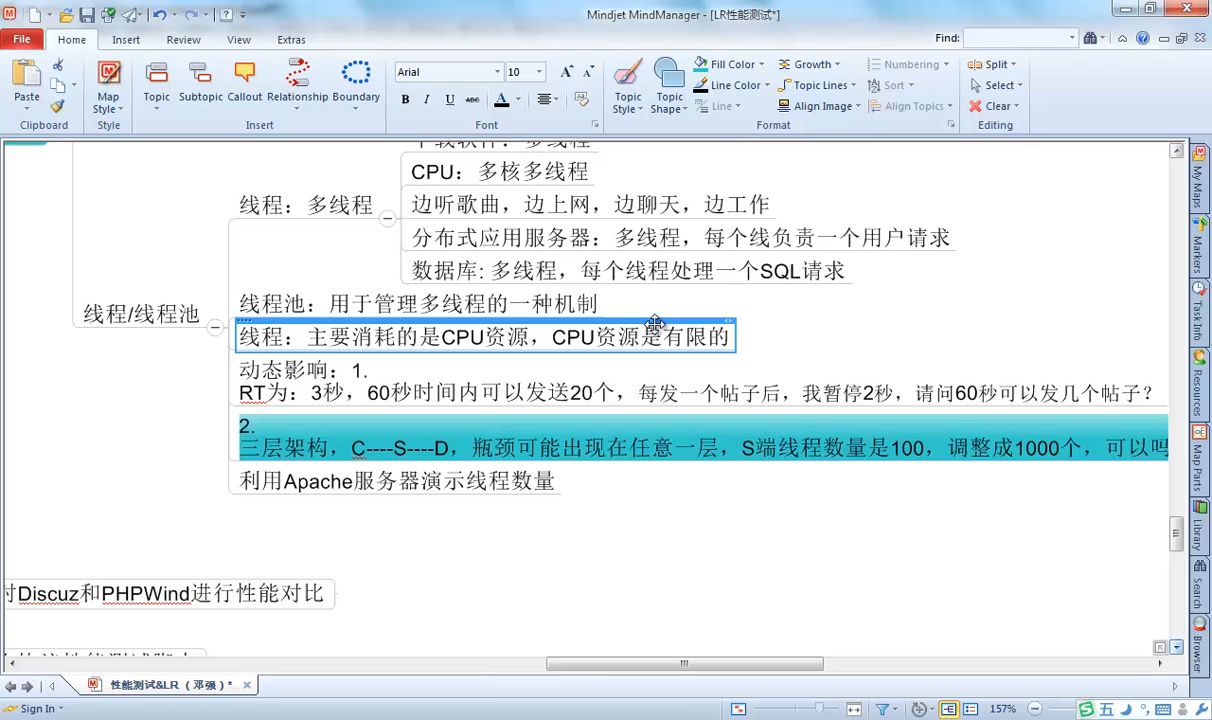 Mindjet MindManager - [LR性能测试*]
File
Home
Insert
Review
View
Extras
Find:
Paste
Map Style
Topic
Subtopic
Callout
Relationship
Boundary
Arial
10
B I U abc A
Topic Style
Topic Shape
Fill Color
Line Color
Line
Growth
Topic Lines
Align Image
Numbering
Sort
Align Topics
Split
Select
Clear
Clipboard
Style
Insert
Font
Format
Editing
CPU：多核多线程
线程：多线程
边听歌曲，边上网，边聊天，边工作
分布式应用服务器：多线程，每个线负责一个用户请求
数据库: 多线程，每个线程处理一个SQL请求
线程池：用于管理多线程的一种机制
线程/线程池
线程：主要消耗的是CPU资源，CPU资源是有限的
动态影响：1.
RT为：3秒，60秒时间内可以发送20个，每发一个帖子后，我暂停2秒，请问60秒可以发几个帖子？
2.
三层架构，C----S----D，瓶颈可能出现在任意一层，S端线程数量是100，调整成1000个，可以吗
利用Apache服务器演示线程数量
对Discuz和PHPWind进行性能对比
My Maps
Markers
Task Info
Resources
Map Parts
Library
Search
Browser
性能测试&LR （邓强）*
Sign In
157%
五